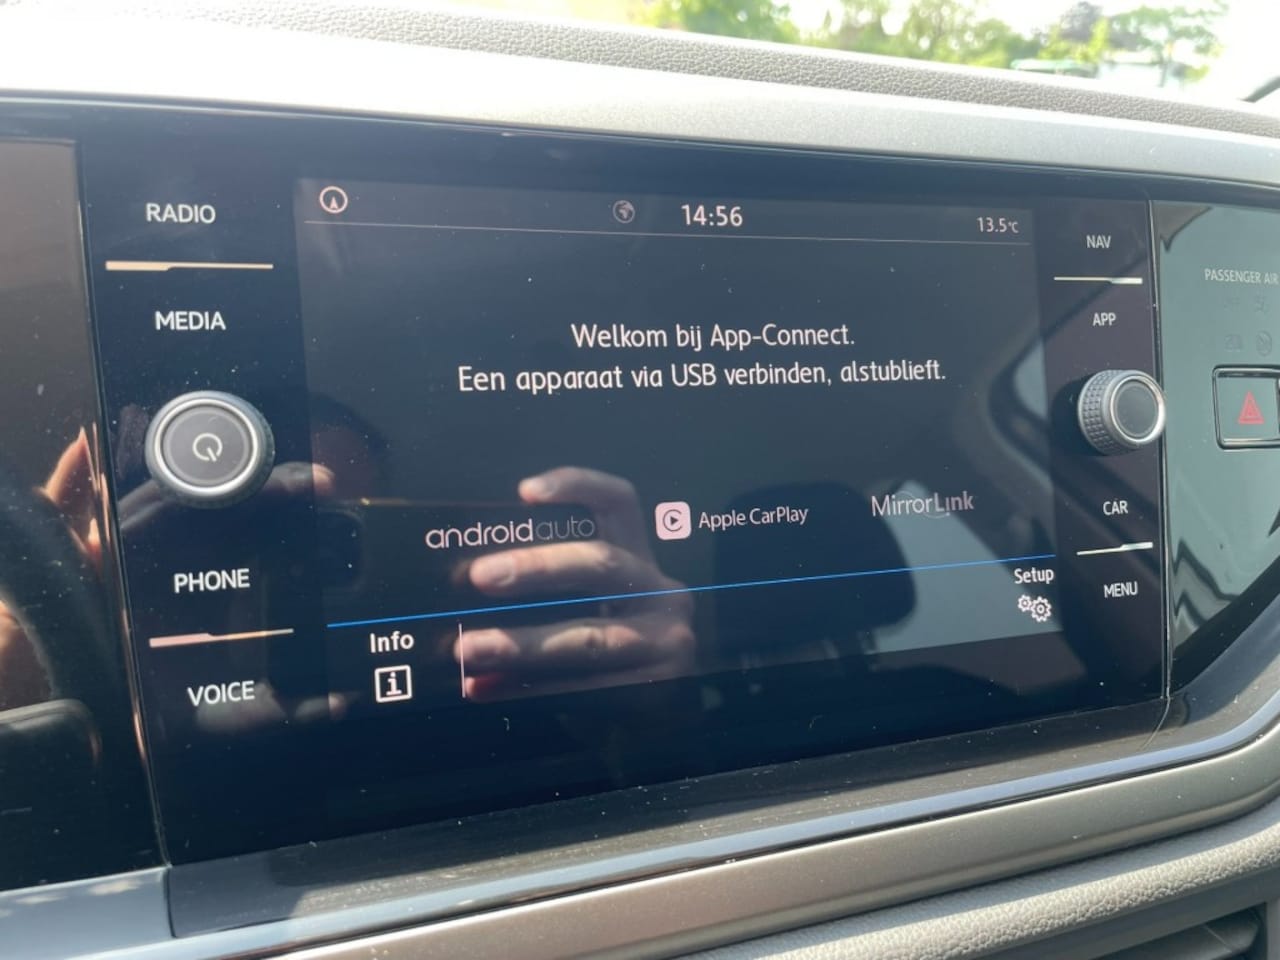 RADIO
MEDIA
PHONE
VOICE
14:56
13.5°C
Welkom bij App-Connect.
Een apparaat via USB verbinden, alstublieft.
androidauto
Apple CarPlay
MirrorLink
Info
Setup
NAV
APP
CAR
MENU
PASSENGER AIR